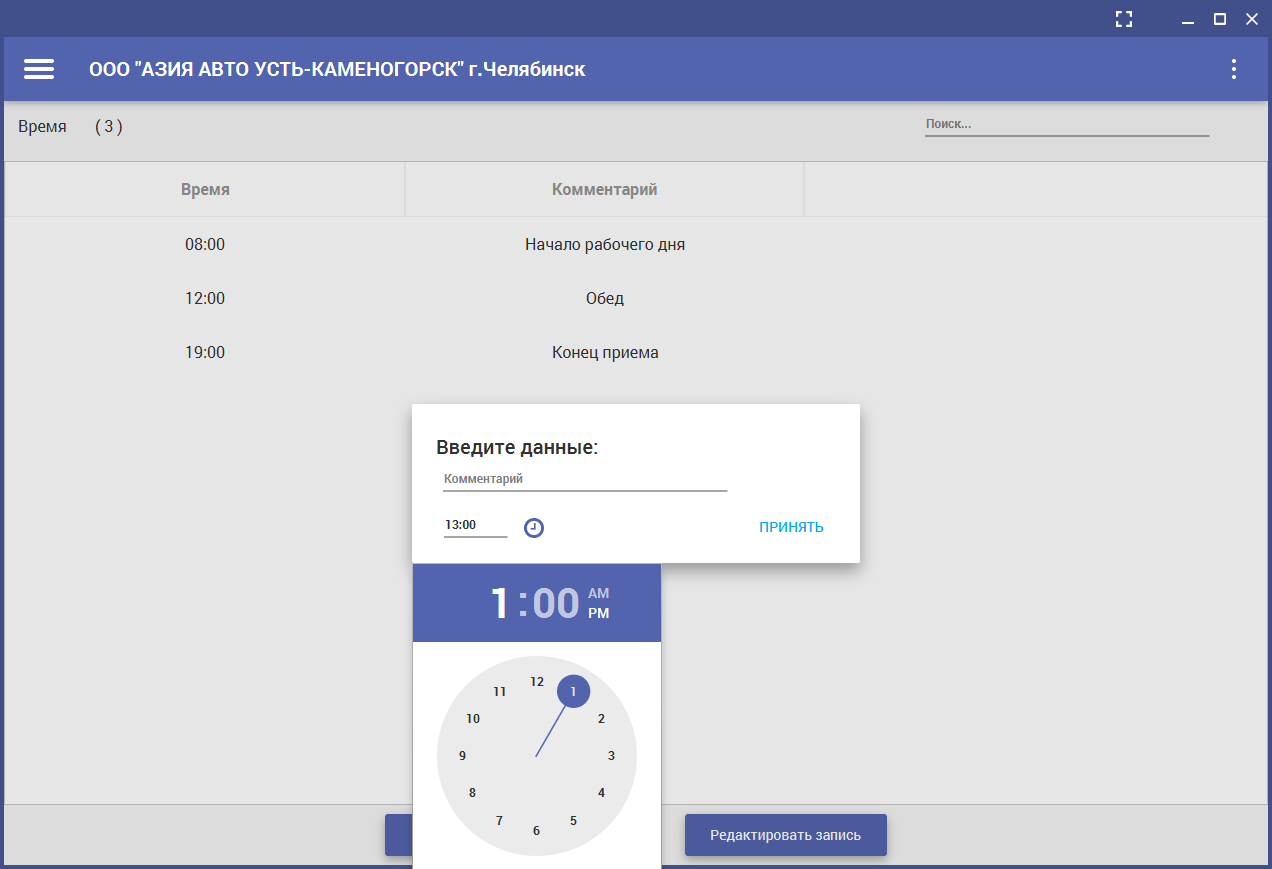 ООО "АЗИЯ АВТО УСТЬ-КАМЕНОГОРСК" г.Челябинск
Время ( 3 )
Поиск...
Время Комментарий
08:00 Начало рабочего дня
12:00 Обед
19:00 Конец приема
Введите данные:
Комментарий
13:00 ПРИНЯТЬ
1:00 AM
PM
12
11 1
10 2
9 3
8 4
7 5
6
Редактировать запись